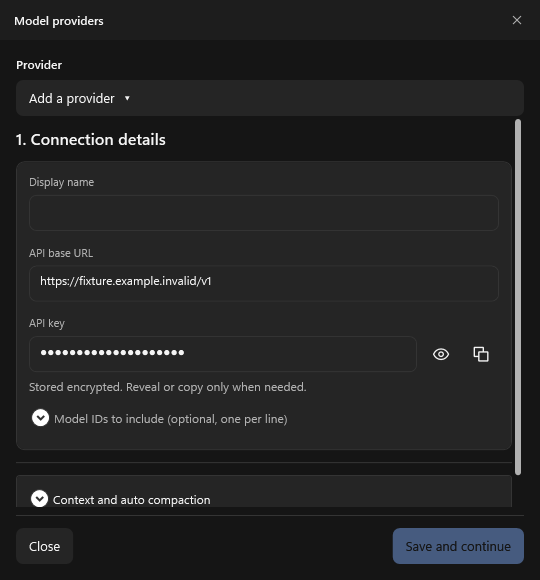 Model providers
Provider
Add a provider
1. Connection details
Display name
API base URL
https://fixture.example.invalid/v1
API key
••••••••••••••••••••
Stored encrypted. Reveal or copy only when needed.
Model IDs to include (optional, one per line)
Context and auto compaction
Close
Save and continue